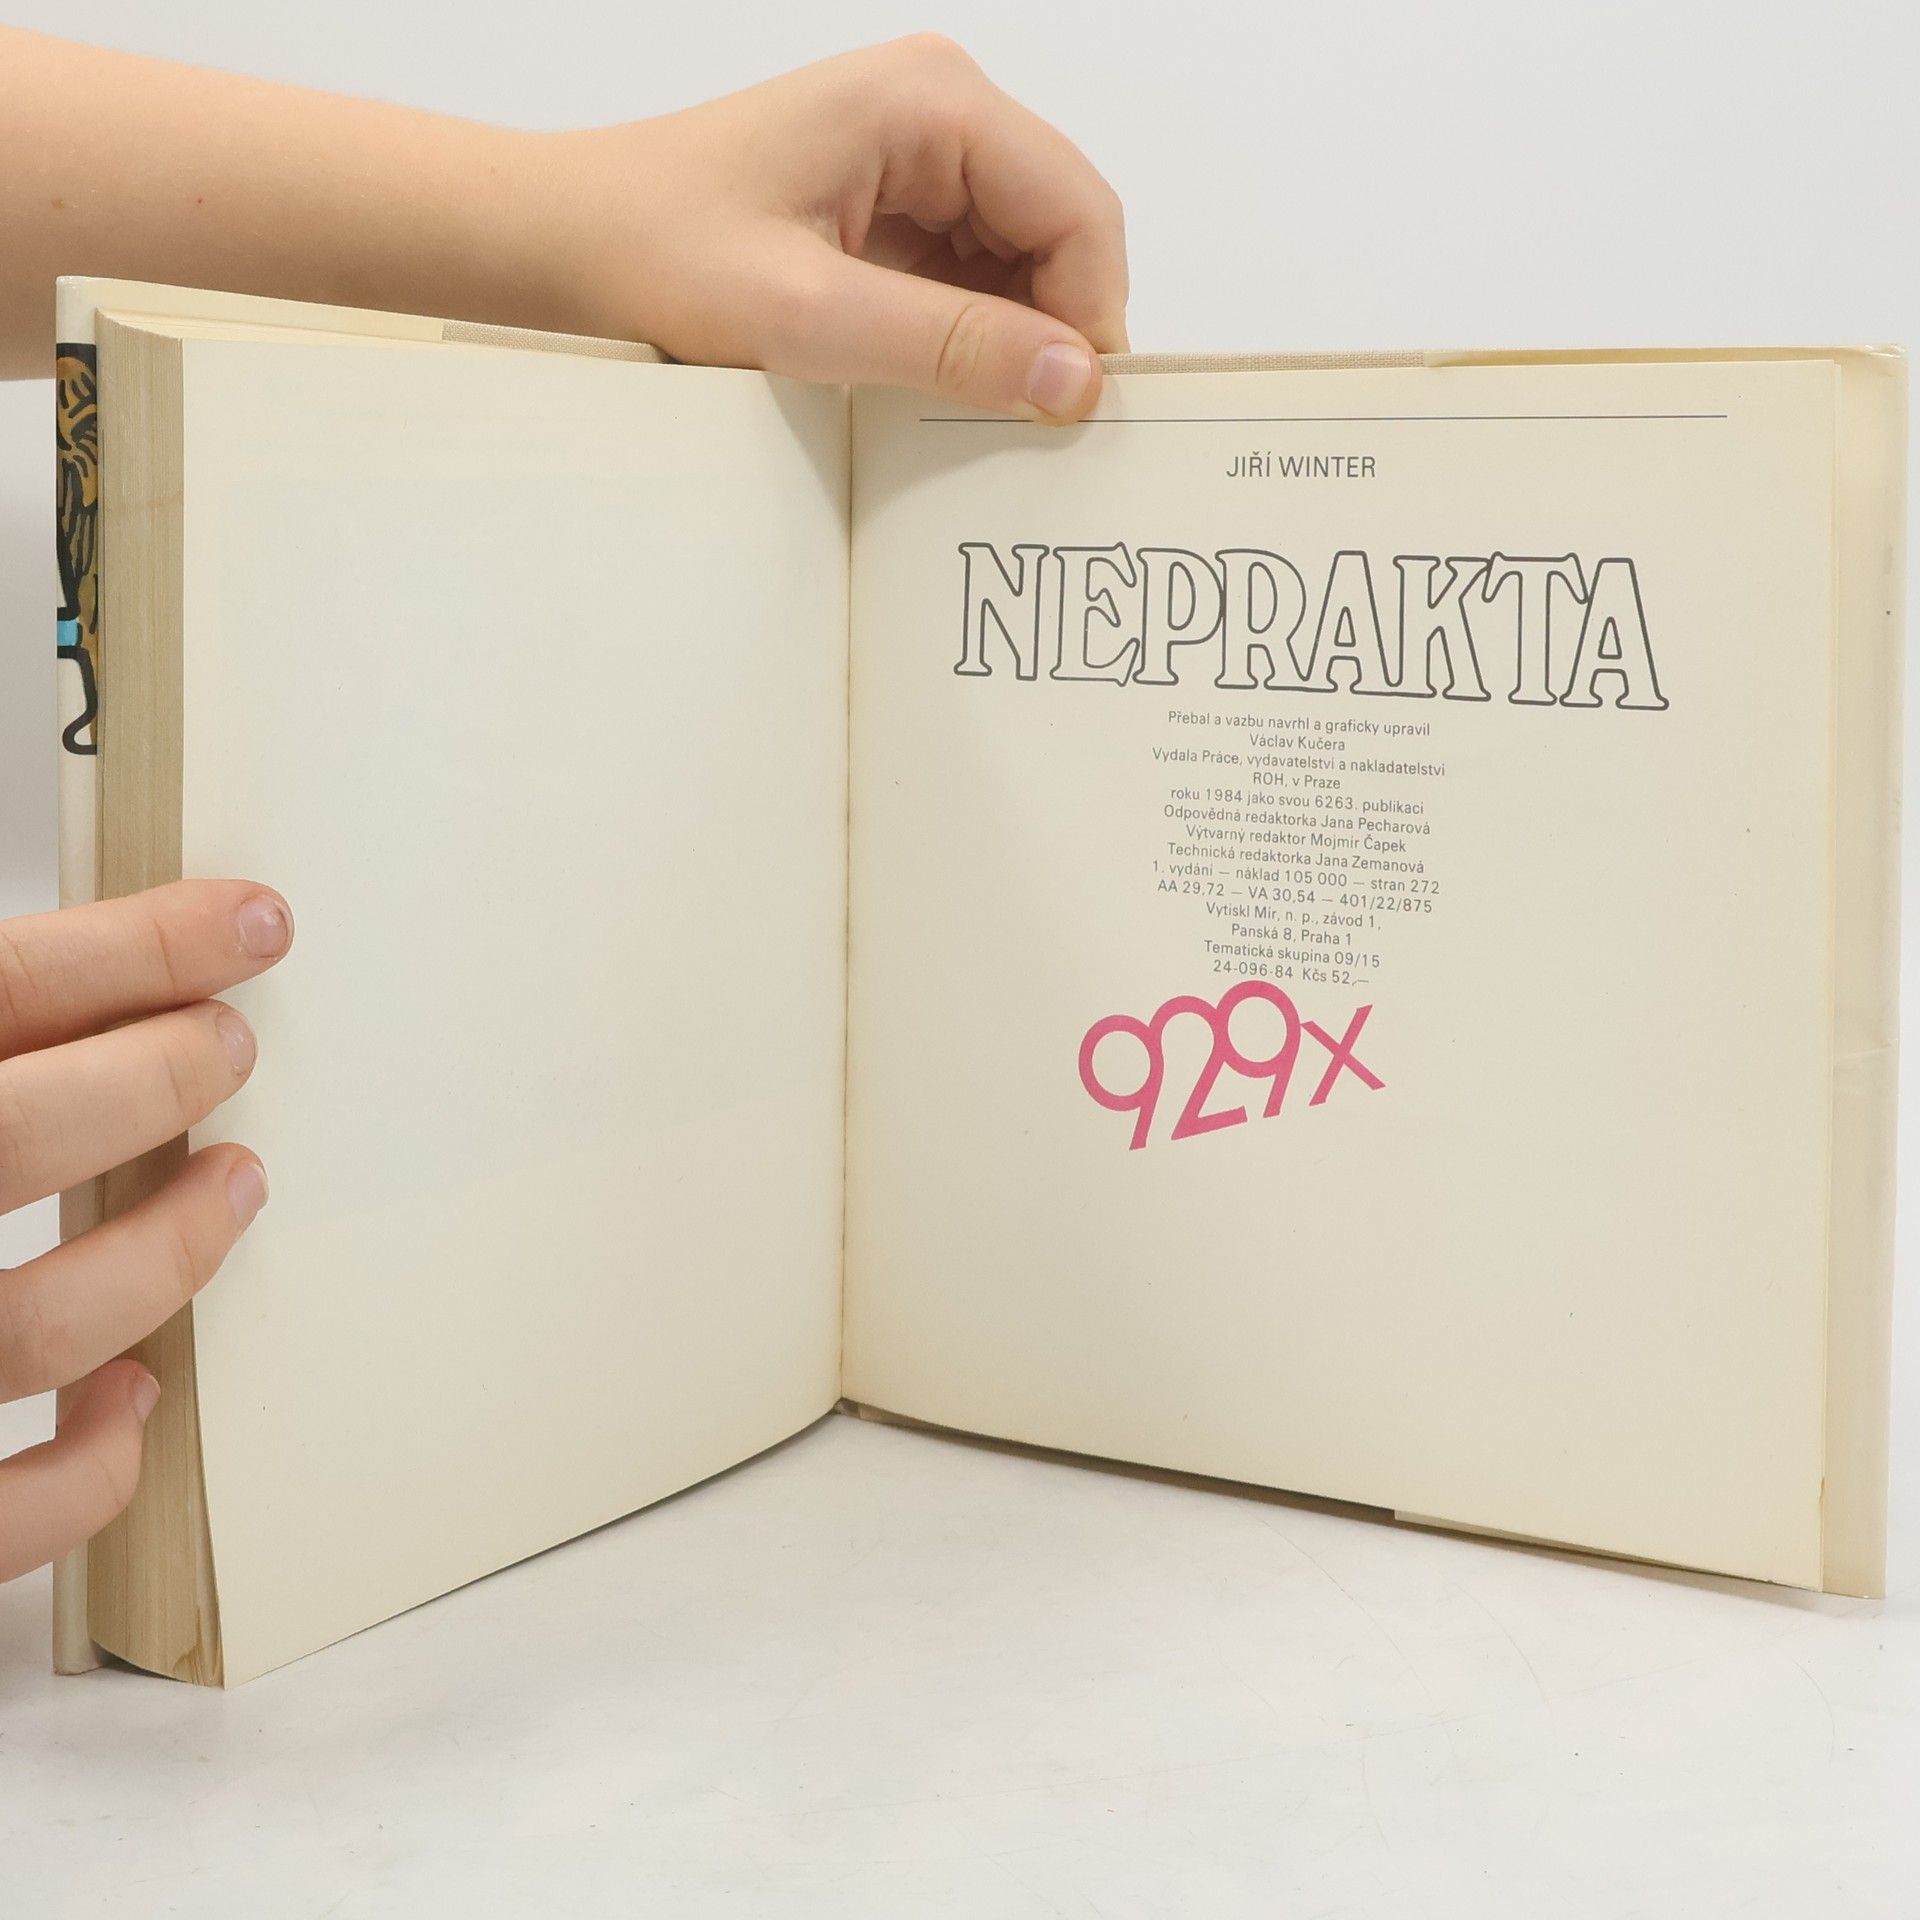 JIŘÍ WINTER
NEPRAKTA
Přebal a vazbu navrhl a graficky upravil
Václav Kučera
Vydala Práce, vydavatelství a nakladatelství
ROH, v Praze
roku 1984 jako svou 6263. publikaci
Odpovědná redaktorka Jana Pecharová
Výtvarný redaktor Mojmír Čapek
Technická redaktorka Jana Zemanová
1. vydání — náklad 105 000 — stran 272
AA 29,72 — VA 30,54 — 401/22/875
Vytiskl Mír, n. p., závod 1,
Panská 8, Praha 1
Tematická skupina 09/15
24-096-84 Kčs 52,—
929x